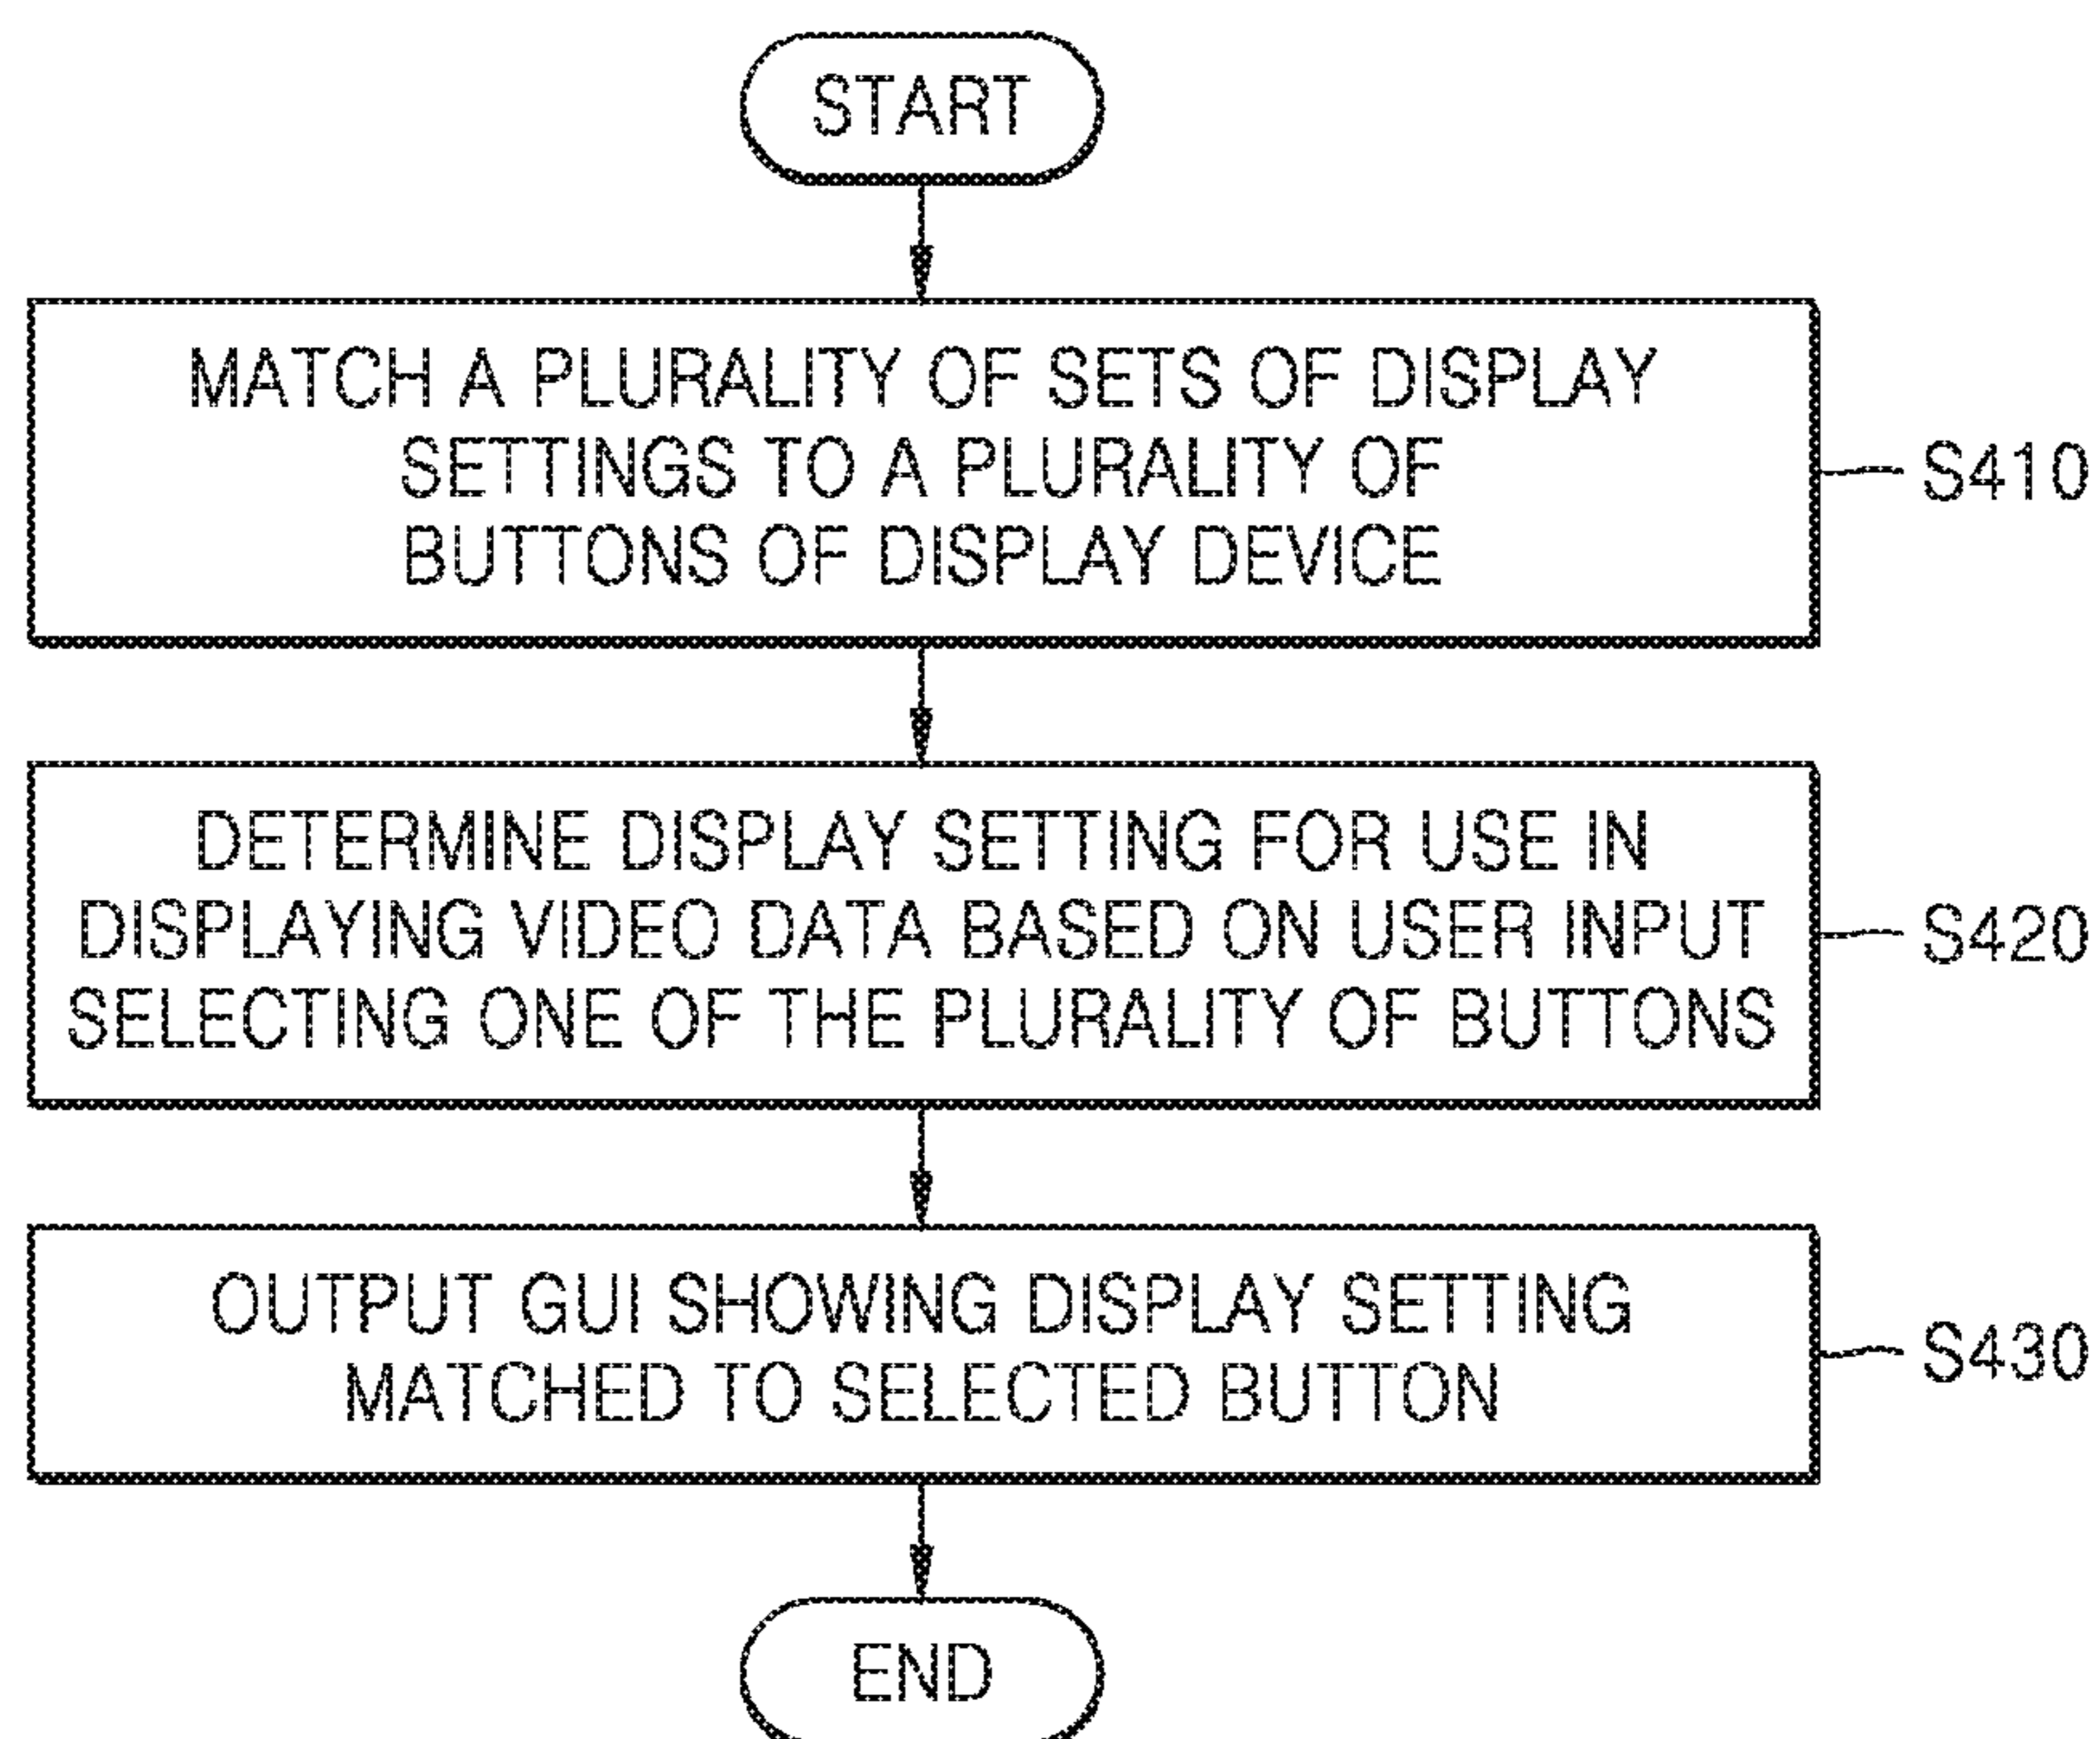 START
MATCH A PLURALITY OF SETS OF DISPLAY
SETTINGS TO A PLURALITY OF
BUTTONS OF DISPLAY DEVICE
S410
DETERMINE DISPLAY SETTING FOR USE IN
DISPLAYING VIDEO DATA BASED ON USER INPUT
SELECTING ONE OF THE PLURALITY OF BUTTONS
S420
OUTPUT GUI SHOWING DISPLAY SETTING
MATCHED TO SELECTED BUTTON
S430
END